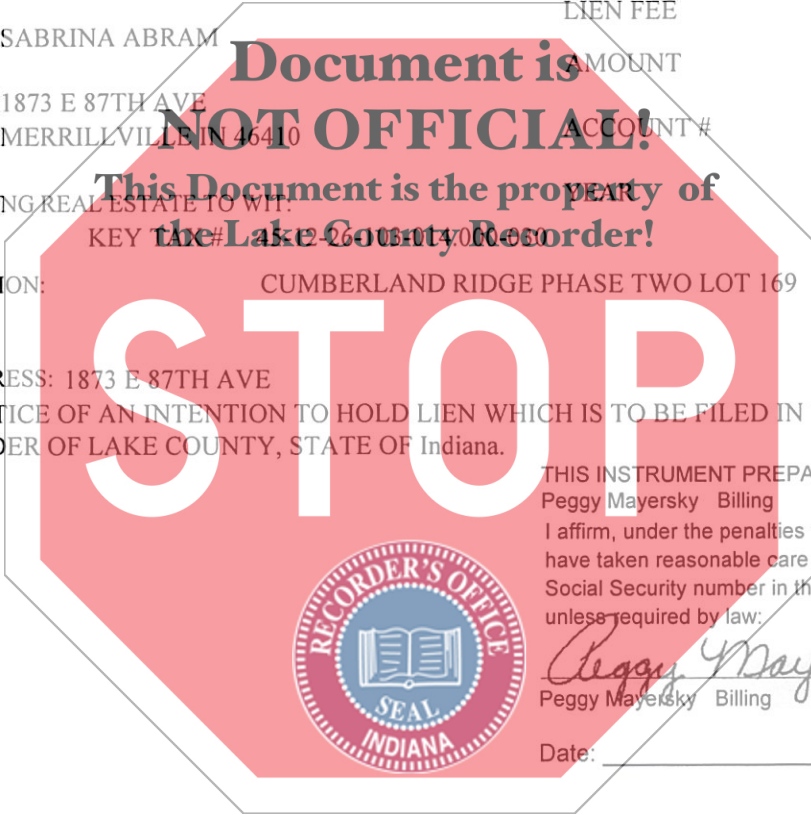 LIEN FEE
SABRINA ABRAM
Document is
AMOUNT
1873 E 87TH AVE
NOT OFFICIAL!
MERRILLVILLE IN 46410
ACCOUNT #
This Document is the property of
YEAR
NG REAL ESTATE TO WIT:
the Lake County Recorder!
KEY TAX #
ION: CUMBERLAND RIDGE PHASE TWO LOT 169
STOP
RESS: 1873 E 87TH AVE
TICE OF AN INTENTION TO HOLD LIEN WHICH IS TO BE FILED IN
DER OF LAKE COUNTY, STATE OF Indiana.
THIS INSTRUMENT PREPA
Peggy Mayersky Billing
I affirm, under the penalties
have taken reasonable care
Social Security number in th
unless required by law:
Peggy May
Peggy Mayersky Billing
Date:
RECORDER'S OFFICE
SEAL
INDIANA